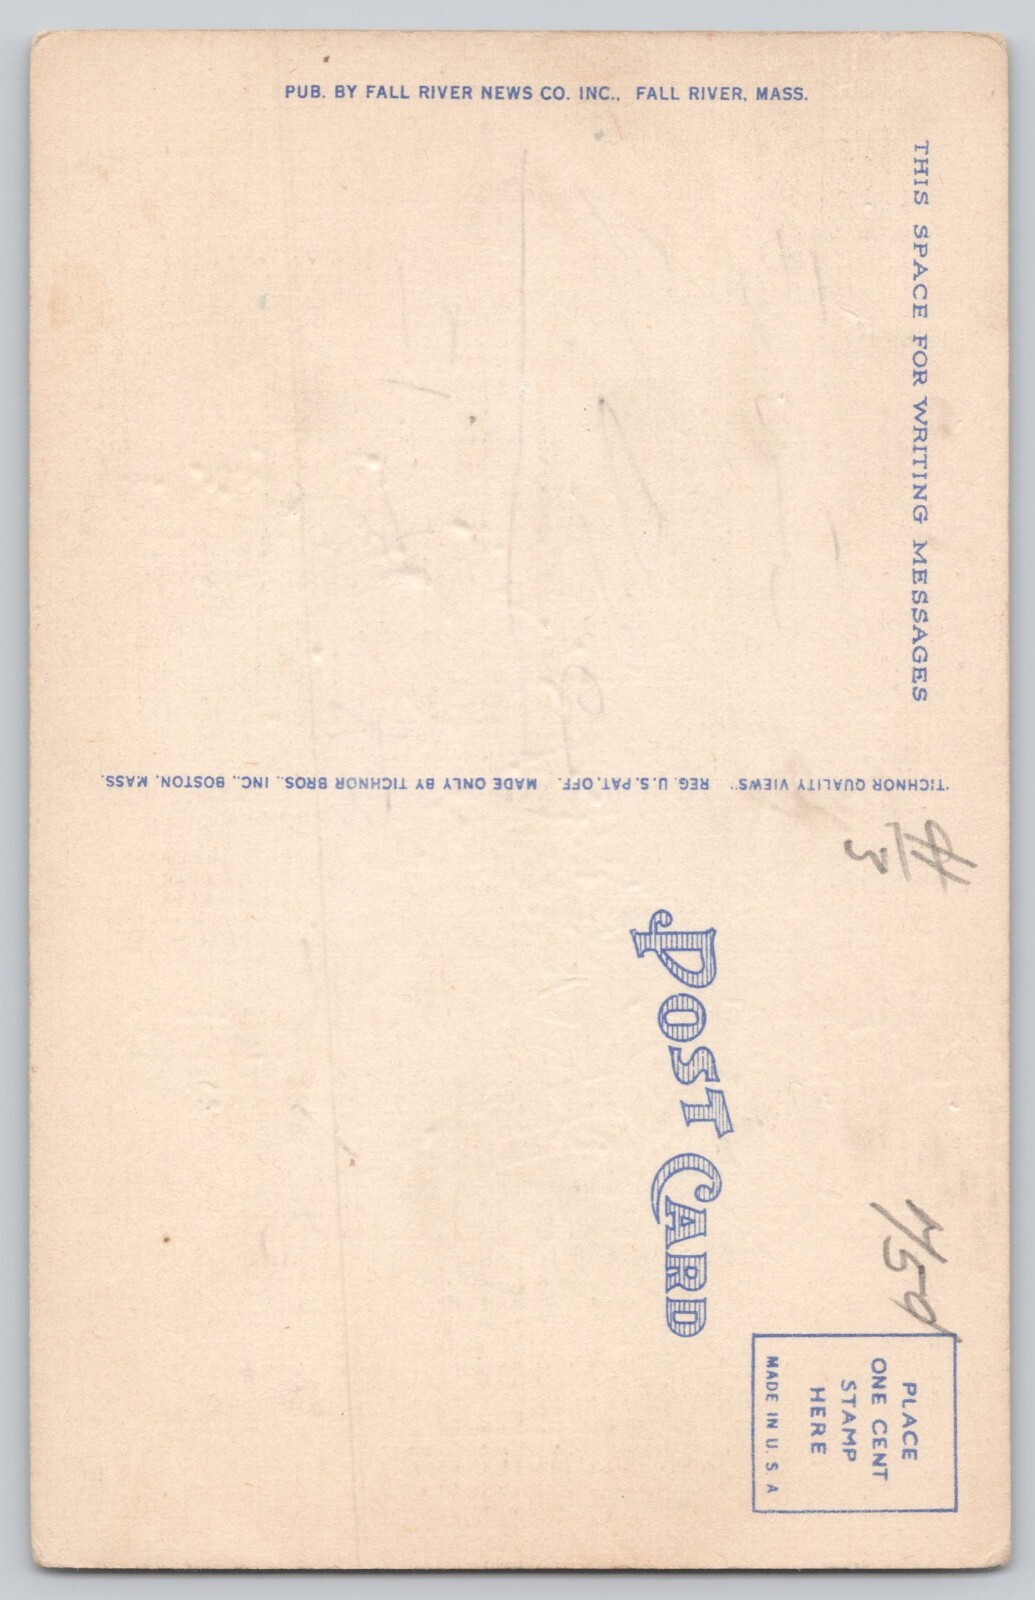 PUB. BY FALL RIVER NEWS CO. INC., FALL RIVER, MASS.
THIS SPACE FOR WRITING MESSAGES
"TICHNOR QUALITY VIEWS" REG. U.S. PAT. OFF. MADE ONLY BY TICHNOR BROS., INC., BOSTON, MASS.
POST CARD
PLACE
ONE CENT
STAMP
HERE
MADE IN U. S. A